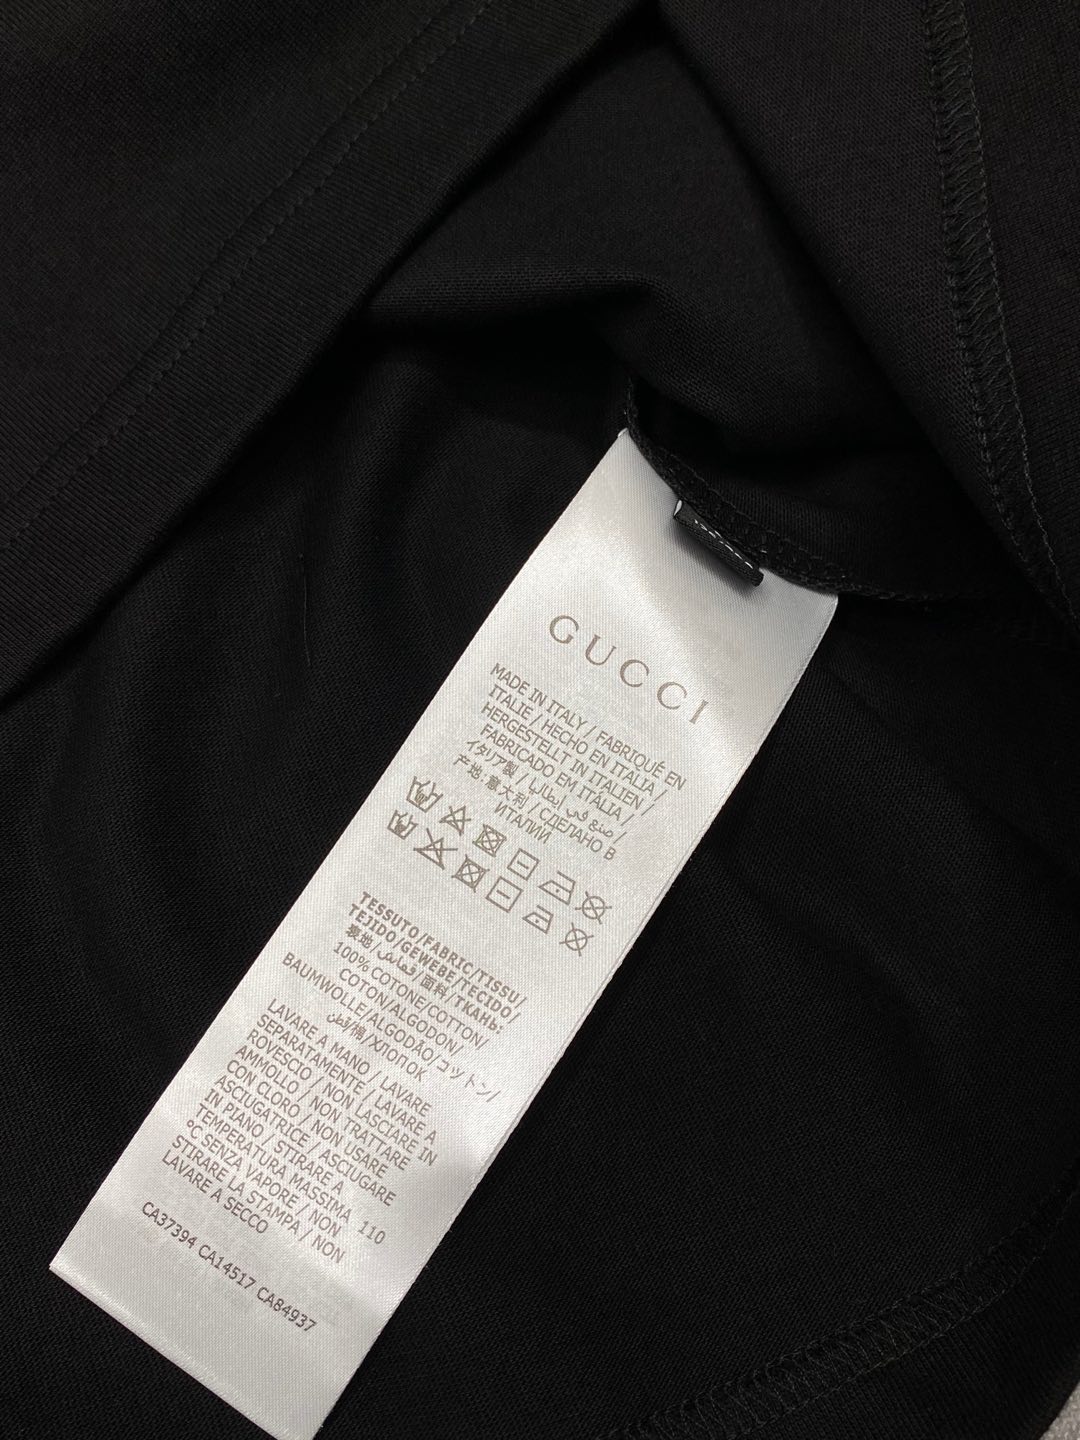 GUCCI
MADE IN ITALY / FABRIQUÉ EN
ITALIE / HECHO EN ITALIA /
HERGESTELLT IN ITALIEN /
FABRICADO EM ITÁLIA /
イタリア製 / صنع في إيطاليا /
产地:意大利 / СДЕЛАНО В
ИТАЛИИ
TESSUTO/FABRIC/TISSU/
TEJIDO/GEWEBE/TECIDO/
表地/قماش/面料/ТКАНЬ:
100% COTONE/COTTON/
COTON/ALGODON/
BAUMWOLLE/ALGODÃO/コットン/
قطن/棉/ХЛОПОК
LAVARE A MANO / LAVARE
SEPARATAMENTE / LAVARE A
ROVESCIO / NON LASCIARE IN
AMMOLLO / NON TRATTARE
CON CLORO / NON USARE
ASCIUGATRICE / ASCIUGARE
IN PIANO / STIRARE A
TEMPERATURA MASSIMA 110
°C SENZA VAPORE / NON
STIRARE LA STAMPA / NON
LAVARE A SECCO
CA37394 CA14517 CA84937